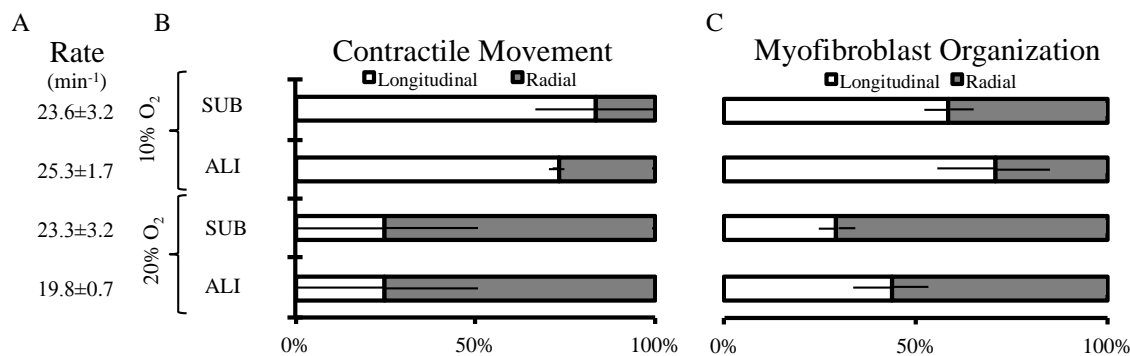 A
B
C
Rate
(min⁻¹)
Contractile Movement
Myofibroblast Organization
Longitudinal Radial
Longitudinal Radial
10% O₂
23.6±3.2
SUB
25.3±1.7
ALI
20% O₂
23.3±3.2
SUB
19.8±0.7
ALI
0% 50% 100%
0% 50% 100%